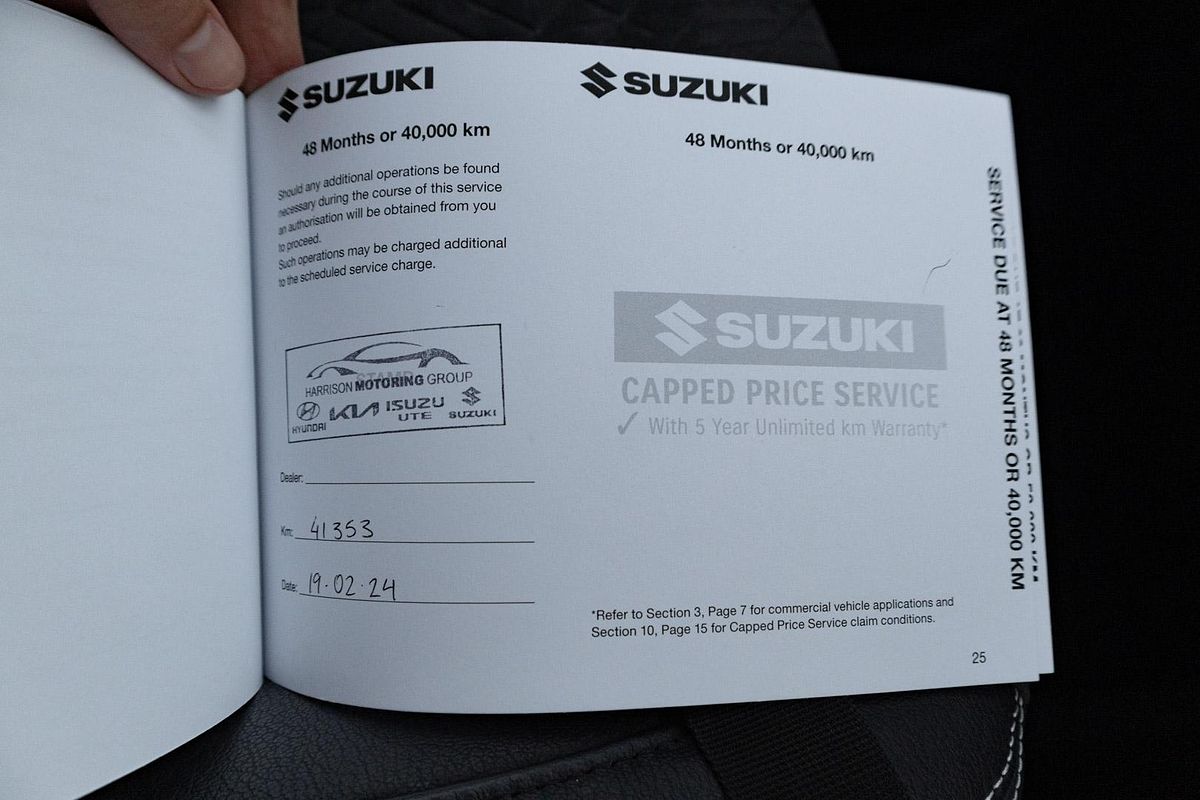 SUZUKI
48 Months or 40,000 km
Should any additional operations be found
necessary during the course of this service
an authorisation will be obtained from you
to proceed.
Such operations may be charged additional
to the scheduled service charge.
STAMP
HARRISON MOTORING GROUP
HYUNDAI
KIA
ISUZU
UTE
SUZUKI
Dealer:
Km: 41353
Date: 19.02.24
SUZUKI
48 Months or 40,000 km
SUZUKI
CAPPED PRICE SERVICE
✓ With 5 Year Unlimited km Warranty*
*Refer to Section 3, Page 7 for commercial vehicle applications and
Section 10, Page 15 for Capped Price Service claim conditions.
25
SERVICE DUE AT 48 MONTHS OR 40,000 KM